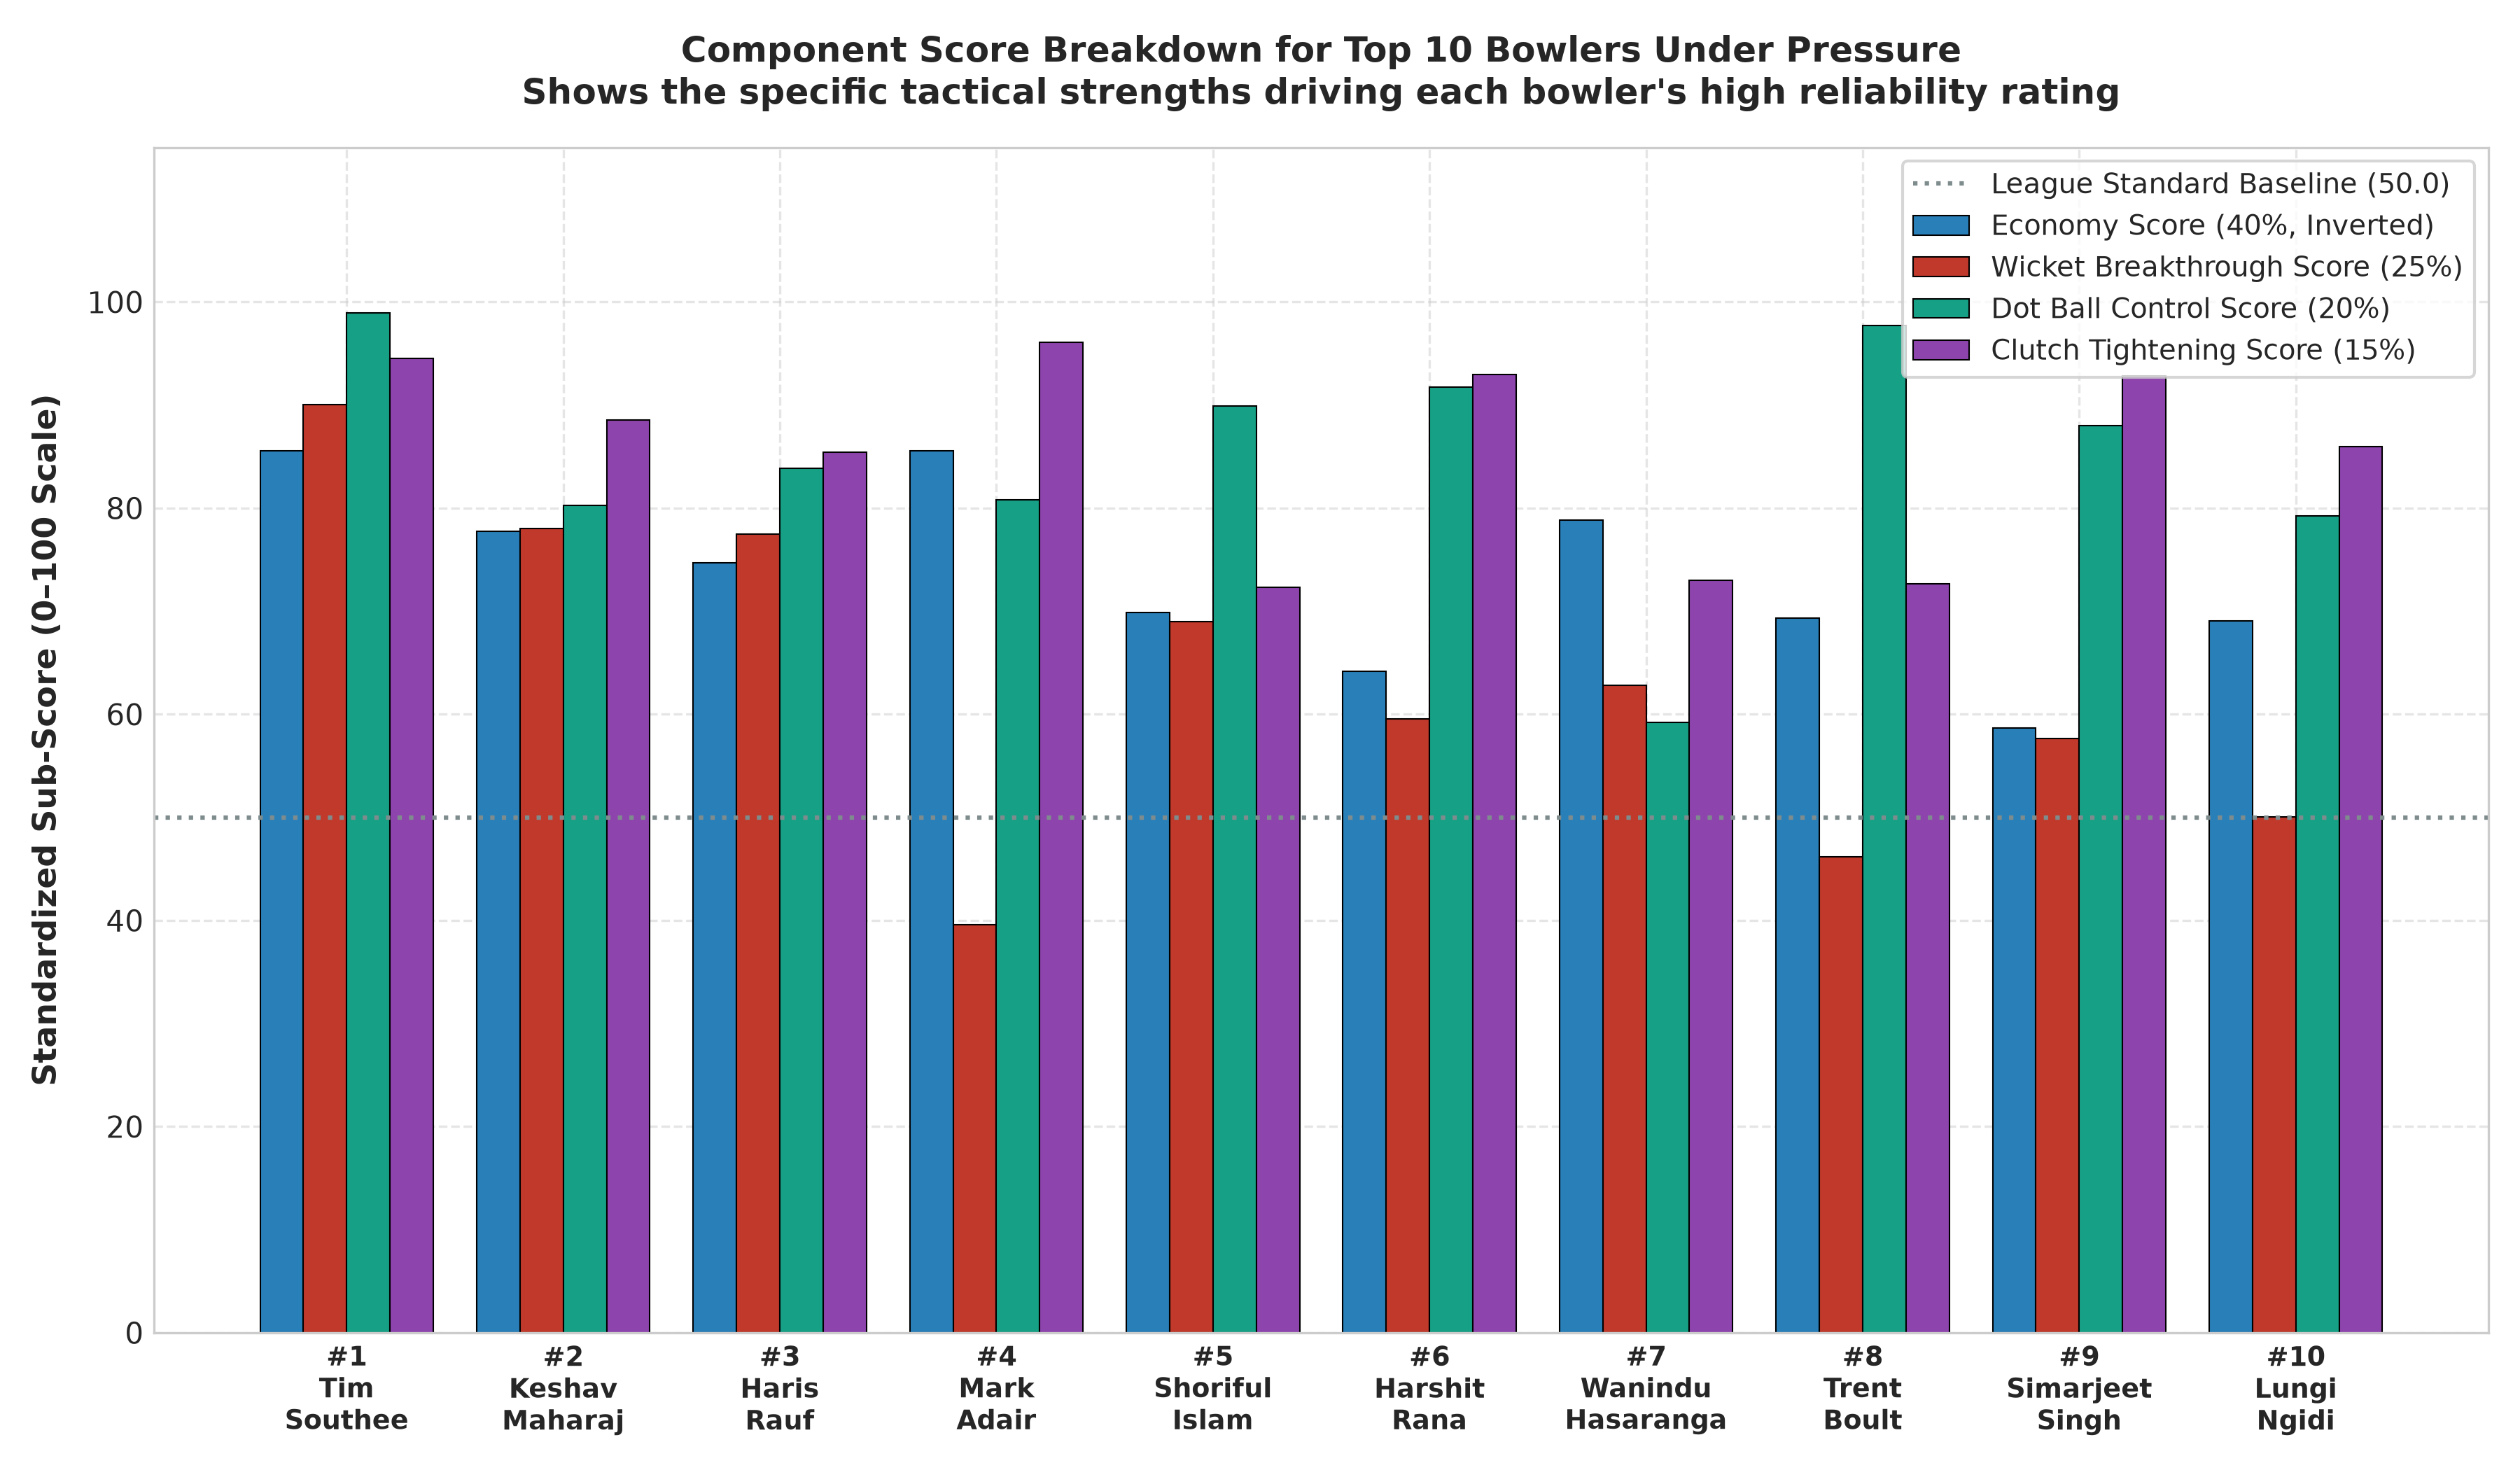 Component Score Breakdown for Top 10 Bowlers Under Pressure
Shows the specific tactical strengths driving each bowler's high reliability rating
Standardized Sub-Score (0–100 Scale)
100
80
60
40
20
0
League Standard Baseline (50.0)
Economy Score (40%, Inverted)
Wicket Breakthrough Score (25%)
Dot Ball Control Score (20%)
Clutch Tightening Score (15%)
#1
Tim
Southee
#2
Keshav
Maharaj
#3
Haris
Rauf
#4
Mark
Adair
#5
Shoriful
Islam
#6
Harshit
Rana
#7
Wanindu
Hasaranga
#8
Trent
Boult
#9
Simarjeet
Singh
#10
Lungi
Ngidi